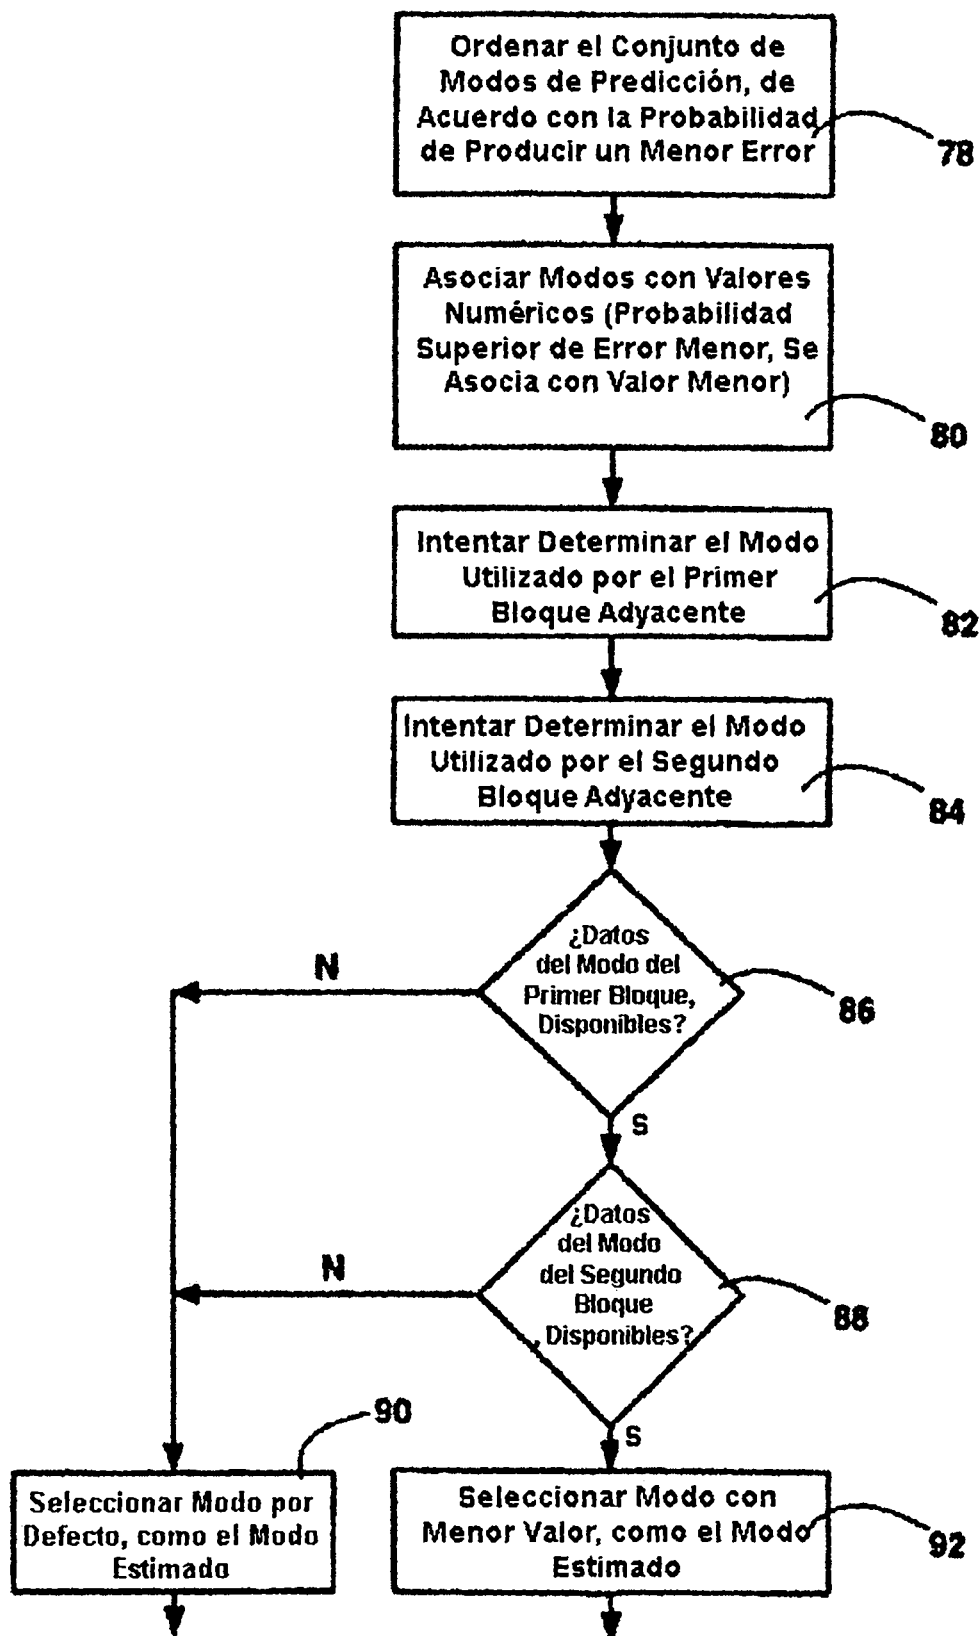 Ordenar el Conjunto de
Modos de Predicción, de
Acuerdo con la Probabilidad
de Producir un Menor Error
78
Asociar Modos con Valores
Numéricos (Probabilidad
Superior de Error Menor, Se
Asocia con Valor Menor)
80
Intentar Determinar el Modo
Utilizado por el Primer
Bloque Adyacente
82
Intentar Determinar el Modo
Utilizado por el Segundo
Bloque Adyacente
84
¿Datos
del Modo del
Primer Bloque,
Disponibles?
86
N
S
¿Datos
del Modo
del Segundo
Bloque
, Disponibles?
88
N
S
90
Seleccionar Modo por
Defecto, como el Modo
Estimado
Seleccionar Modo con
Menor Valor, como el Modo
Estimado
92